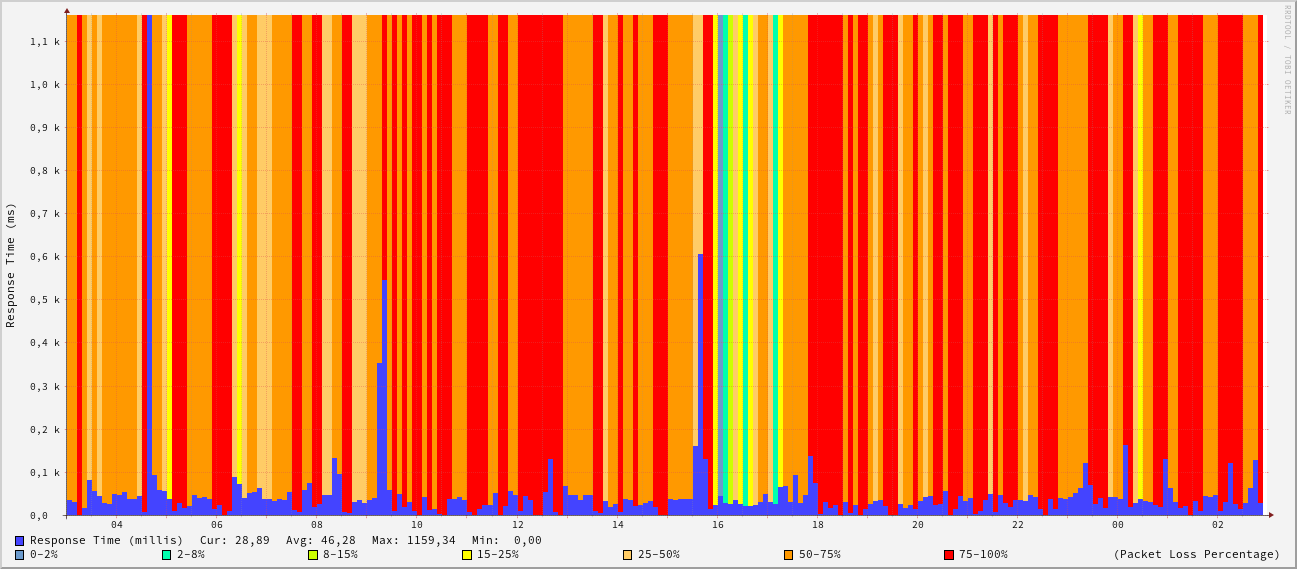 RRDTOOL / TOBI OETIKER
Response Time (ms)
1,1 k
1,0 k
0,9 k
0,8 k
0,7 k
0,6 k
0,5 k
0,4 k
0,3 k
0,2 k
0,1 k
0,0
04 06 08 10 12 14 16 18 20 22 00 02
Response Time (millis) Cur: 28,89 Avg: 46,28 Max: 1159,34 Min: 0,00
0-2% 2-8% 8-15% 15-25% 25-50% 50-75% 75-100% (Packet Loss Percentage)